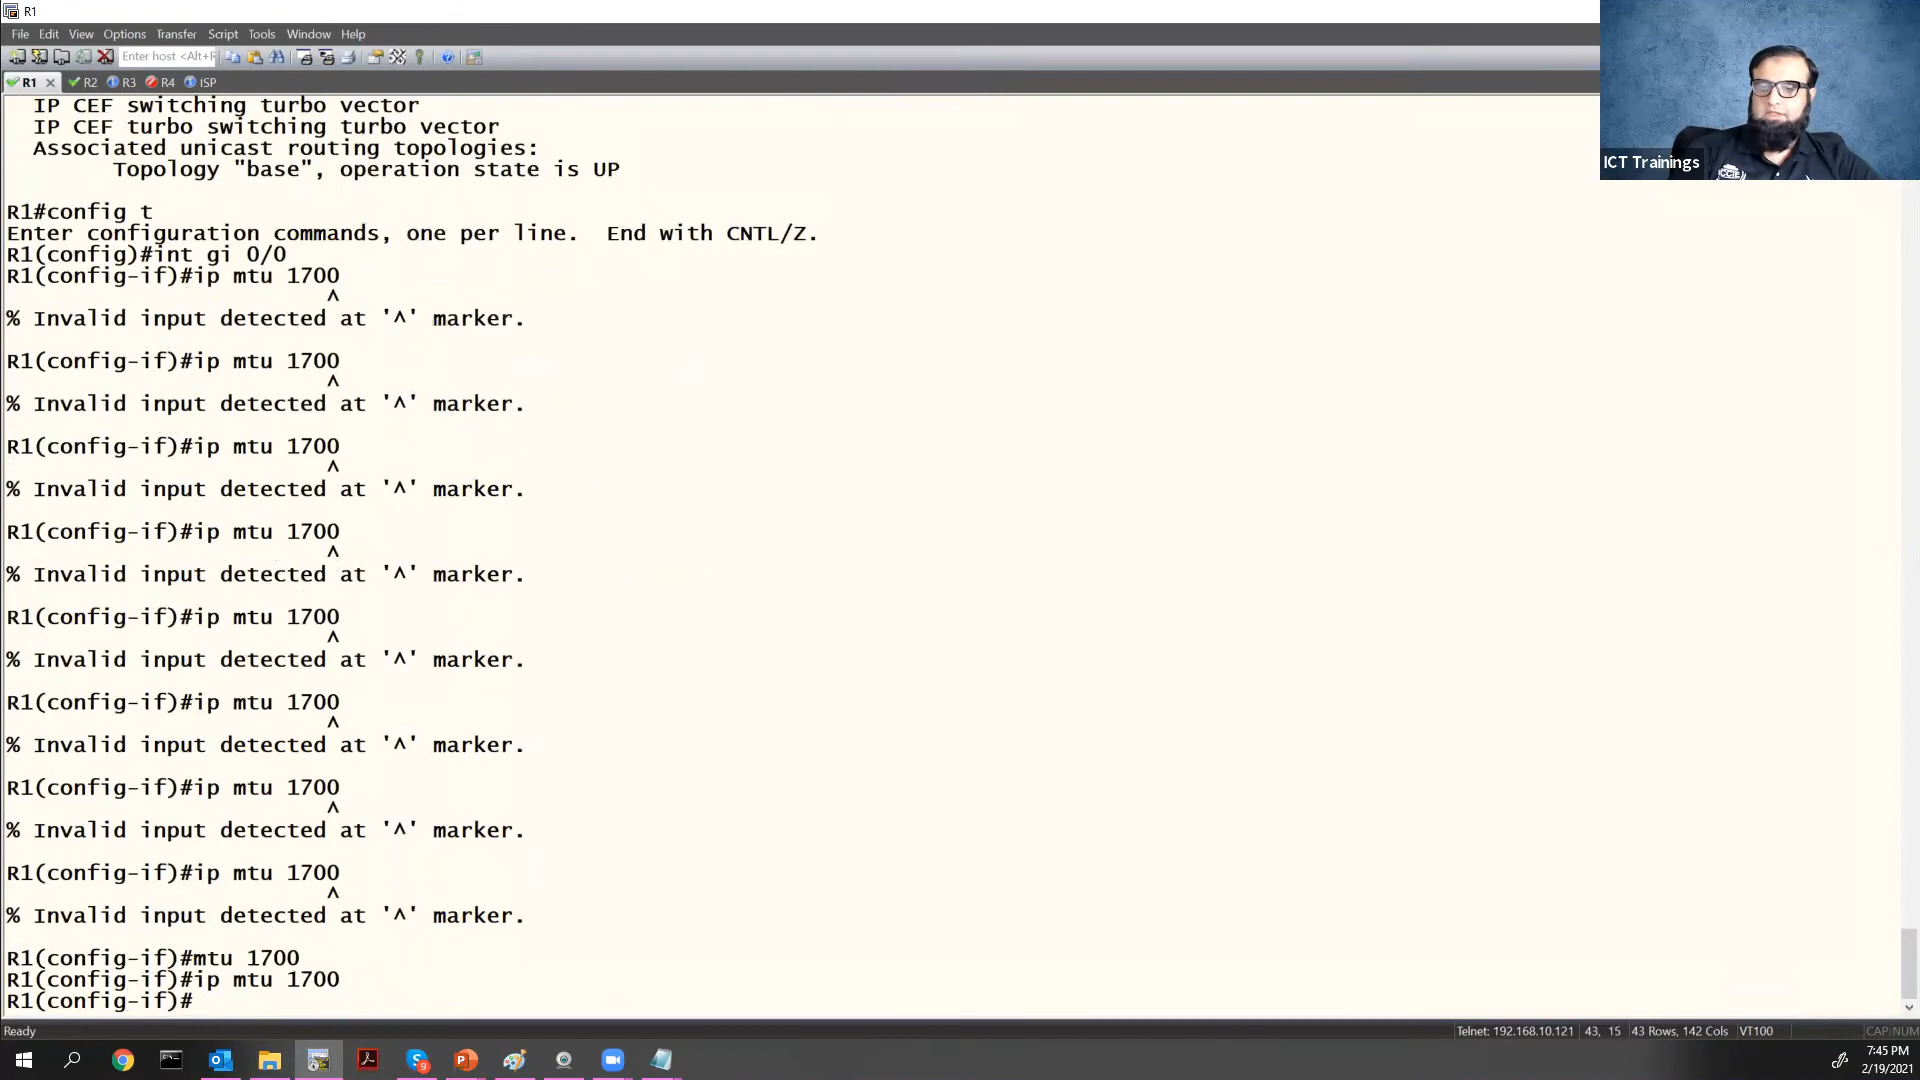 R1
File Edit View Options Transfer Script Tools Window Help
Enter host <Alt+R
R1 R2 R3 R4 ISP
IP CEF switching turbo vector
IP CEF turbo switching turbo vector
Associated unicast routing topologies:
Topology "base", operation state is UP
R1#config t
Enter configuration commands, one per line. End with CNTL/Z.
R1(config)#int gi 0/0
R1(config-if)#ip mtu 1700
^
% Invalid input detected at '^' marker.
R1(config-if)#ip mtu 1700
^
% Invalid input detected at '^' marker.
R1(config-if)#ip mtu 1700
^
% Invalid input detected at '^' marker.
R1(config-if)#ip mtu 1700
^
% Invalid input detected at '^' marker.
R1(config-if)#ip mtu 1700
^
% Invalid input detected at '^' marker.
R1(config-if)#ip mtu 1700
^
% Invalid input detected at '^' marker.
R1(config-if)#ip mtu 1700
^
% Invalid input detected at '^' marker.
R1(config-if)#ip mtu 1700
^
% Invalid input detected at '^' marker.
R1(config-if)#mtu 1700
R1(config-if)#ip mtu 1700
R1(config-if)#
ICT Trainings
CCIE
Ready
Telnet: 192.168.10.121 43, 15 43 Rows, 142 Cols VT100 CAP NUM
9
7:45 PM
2/19/2021